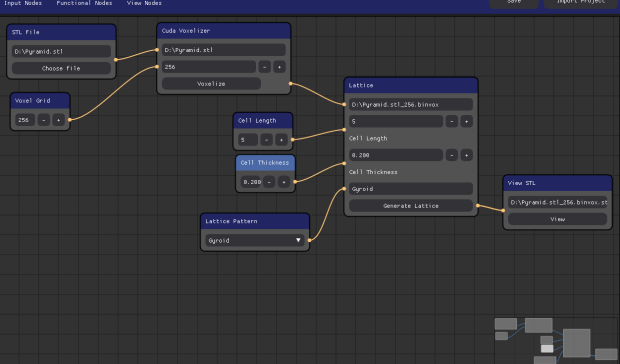 Input Nodes Functional Nodes View Nodes Save Import Project
STL File
D:\Pyramid.stl
Choose File
Voxel Grid
256 - +
Cuda Voxelizer
D:\Pyramid.stl
256 - +
Voxelize
Cell Length
5 - +
Cell Thickness
0.200 - +
Lattice Pattern
Gyroid ▼
Lattice
D:\Pyramid.stl_256.binvox
5 - +
Cell Length
0.200 - +
Cell Thickness
Gyroid
Generate Lattice
View STL
D:\Pyramid.stl_256.binvox.st
View